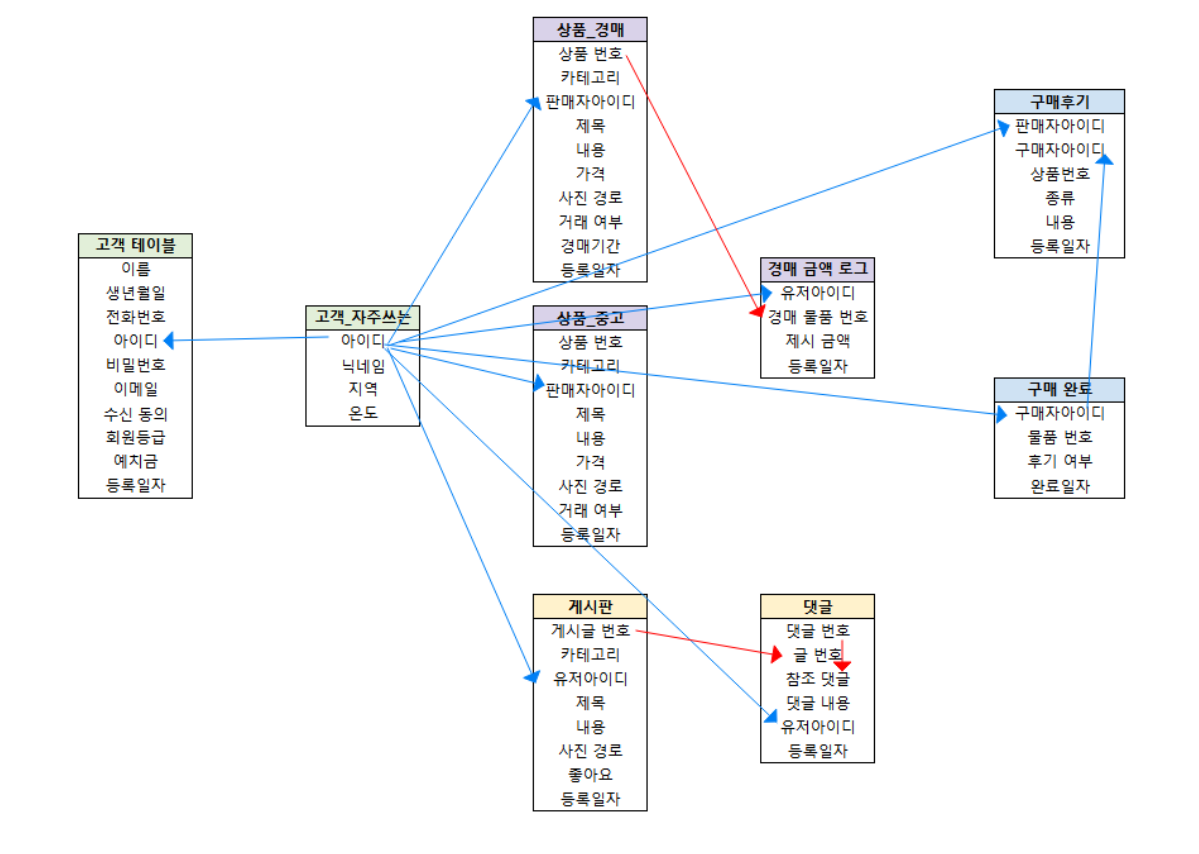 고객 테이블
이름
생년월일
전화번호
아이디
비밀번호
이메일
수신 동의
회원등급
예치금
등록일자
고객_자주쓰는
아이디
닉네임
지역
온도
상품_경매
상품 번호
카테고리
판매자아이디
제목
내용
가격
사진 경로
거래 여부
경매기간
등록일자
상품_중고
상품 번호
카테고리
판매자아이디
제목
내용
가격
사진 경로
거래 여부
등록일자
게시판
게시글 번호
카테고리
유저아이디
제목
내용
사진 경로
좋아요
등록일자
경매 금액 로그
유저아이디
경매 물품 번호
제시 금액
등록일자
댓글
댓글 번호
글 번호
참조 댓글
댓글 내용
유저아이디
등록일자
구매후기
판매자아이디
구매자아이디
상품번호
종류
내용
등록일자
구매 완료
구매자아이디
물품 번호
후기 여부
완료일자